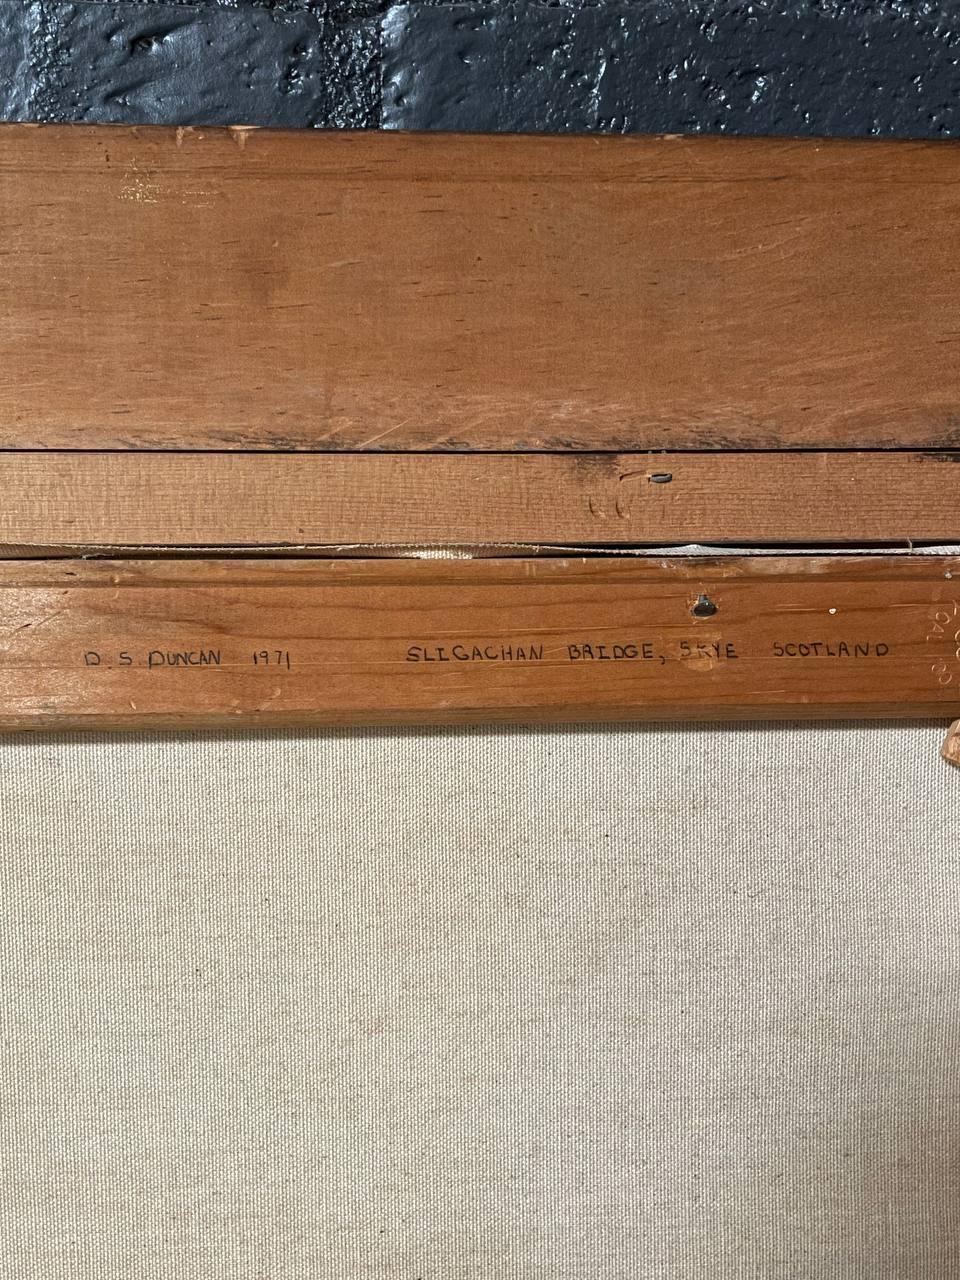 D. S. DUNCAN 1971 SLIGACHAN BRIDGE, SKYE SCOTLAND